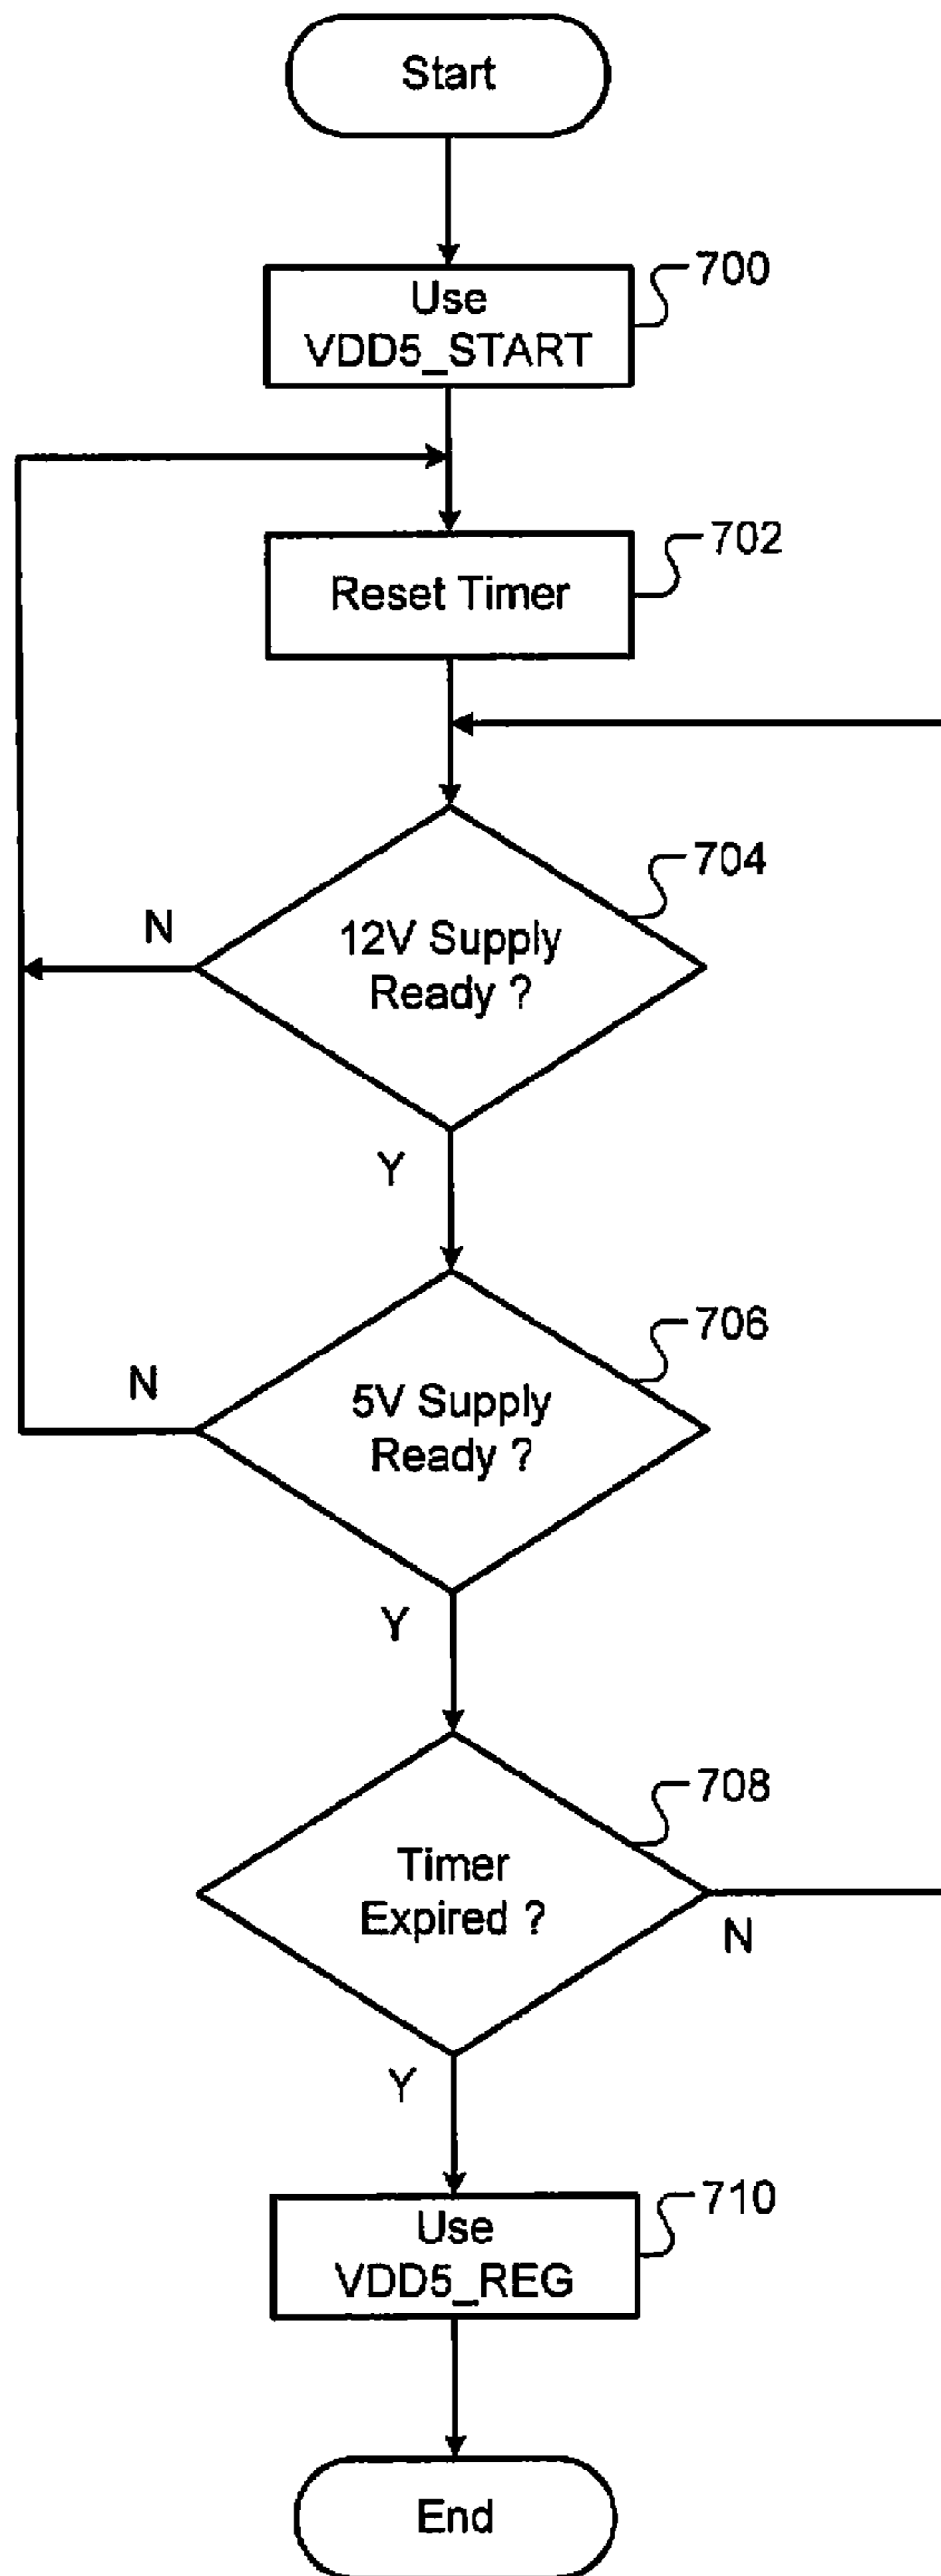 Start
Use
VDD5_START
700
Reset Timer
702
12V Supply
Ready ?
704
N
Y
5V Supply
Ready ?
706
N
Y
Timer
Expired ?
708
N
Y
Use
VDD5_REG
710
End